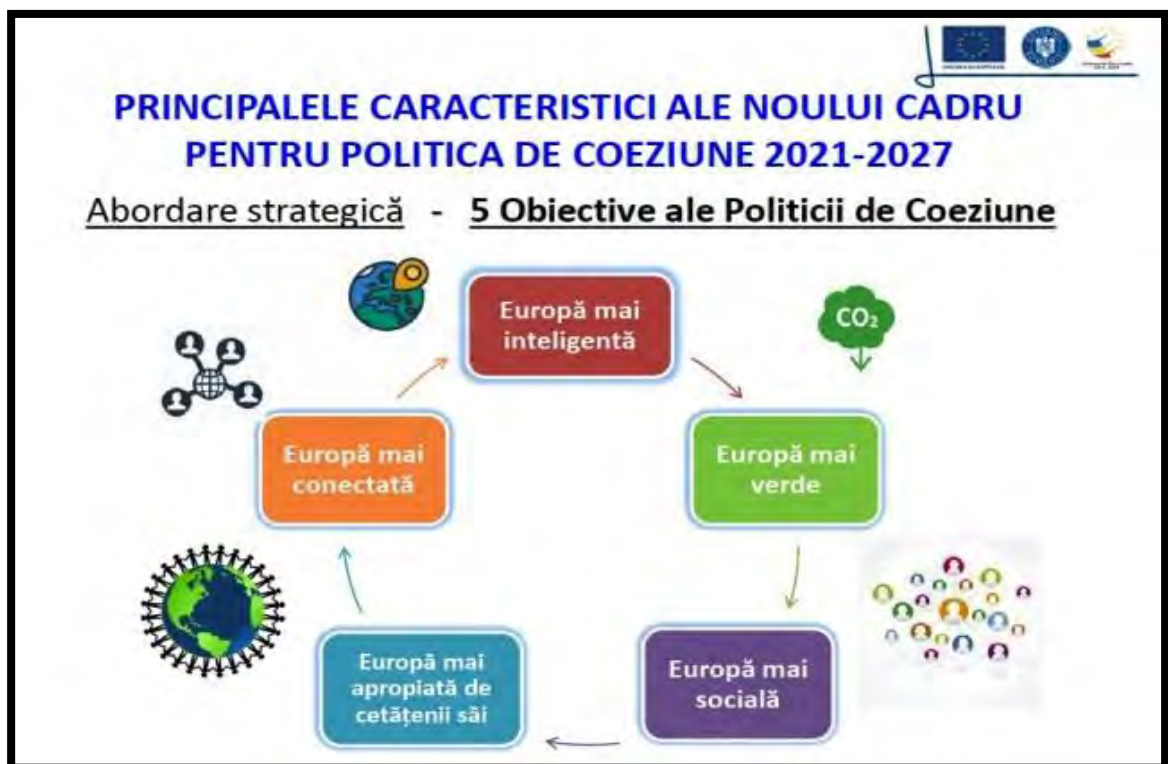 PRINCIPALELE CARACTERISTICI ALE NOULUI CADRU
PENTRU POLITICA DE COEZIUNE 2021-2027
Abordare strategică - 5 Obiective ale Politicii de Coeziune
Europă mai
inteligentă
CO₂
Europă mai
conectată
Europă mai
verde
Europă mai
apropiată de
cetățenii săi
Europă mai
socială